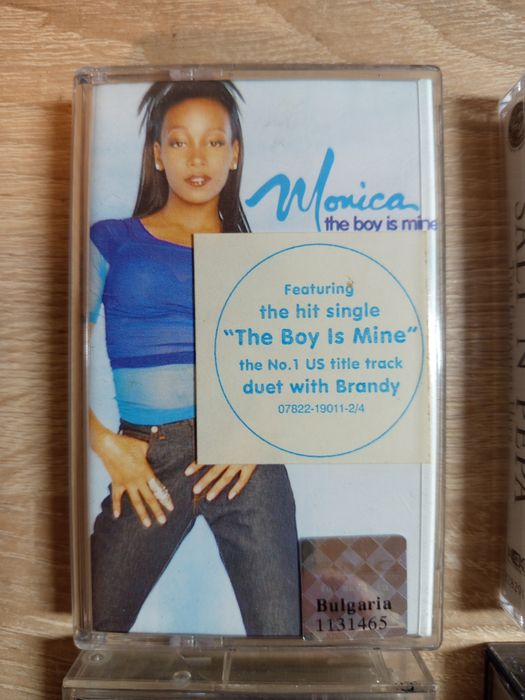 Monica
the boy is mine
Featuring
the hit single
"The Boy Is Mine"
the No.1 US title track
duet with Brandy
07822-19011-2/4
Bulgaria
1131465